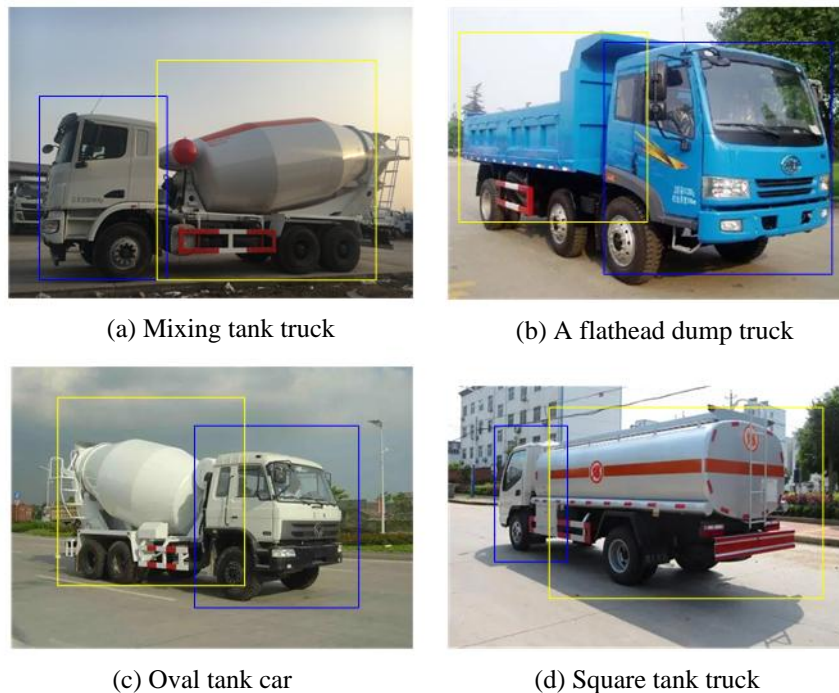 (a) Mixing tank truck
(b) A flathead dump truck
(c) Oval tank car
(d) Square tank truck